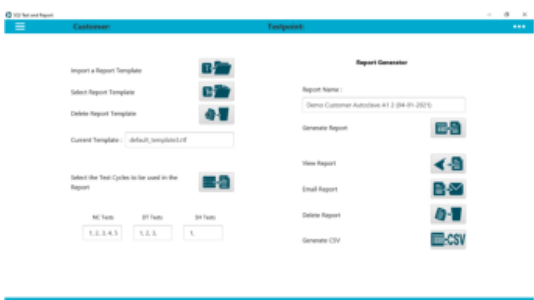 SQ2 Test and Report
Customer:
Testpoint:
Import a Report Template
Select Report Template
Delete Report Template
Current Template :
default_template3.rtf
Select the Test Cycles to be used in the
Report
NC Tests
BT Tests
SH Tests
1, 2, 3, 4, 5
1, 2, 3,
1,
Report Generator
Report Name :
Demo Customer Autoclave A1 2 (04-01-2021)
Generate Report
View Report
Email Report
Delete Report
Generate CSV
CSV